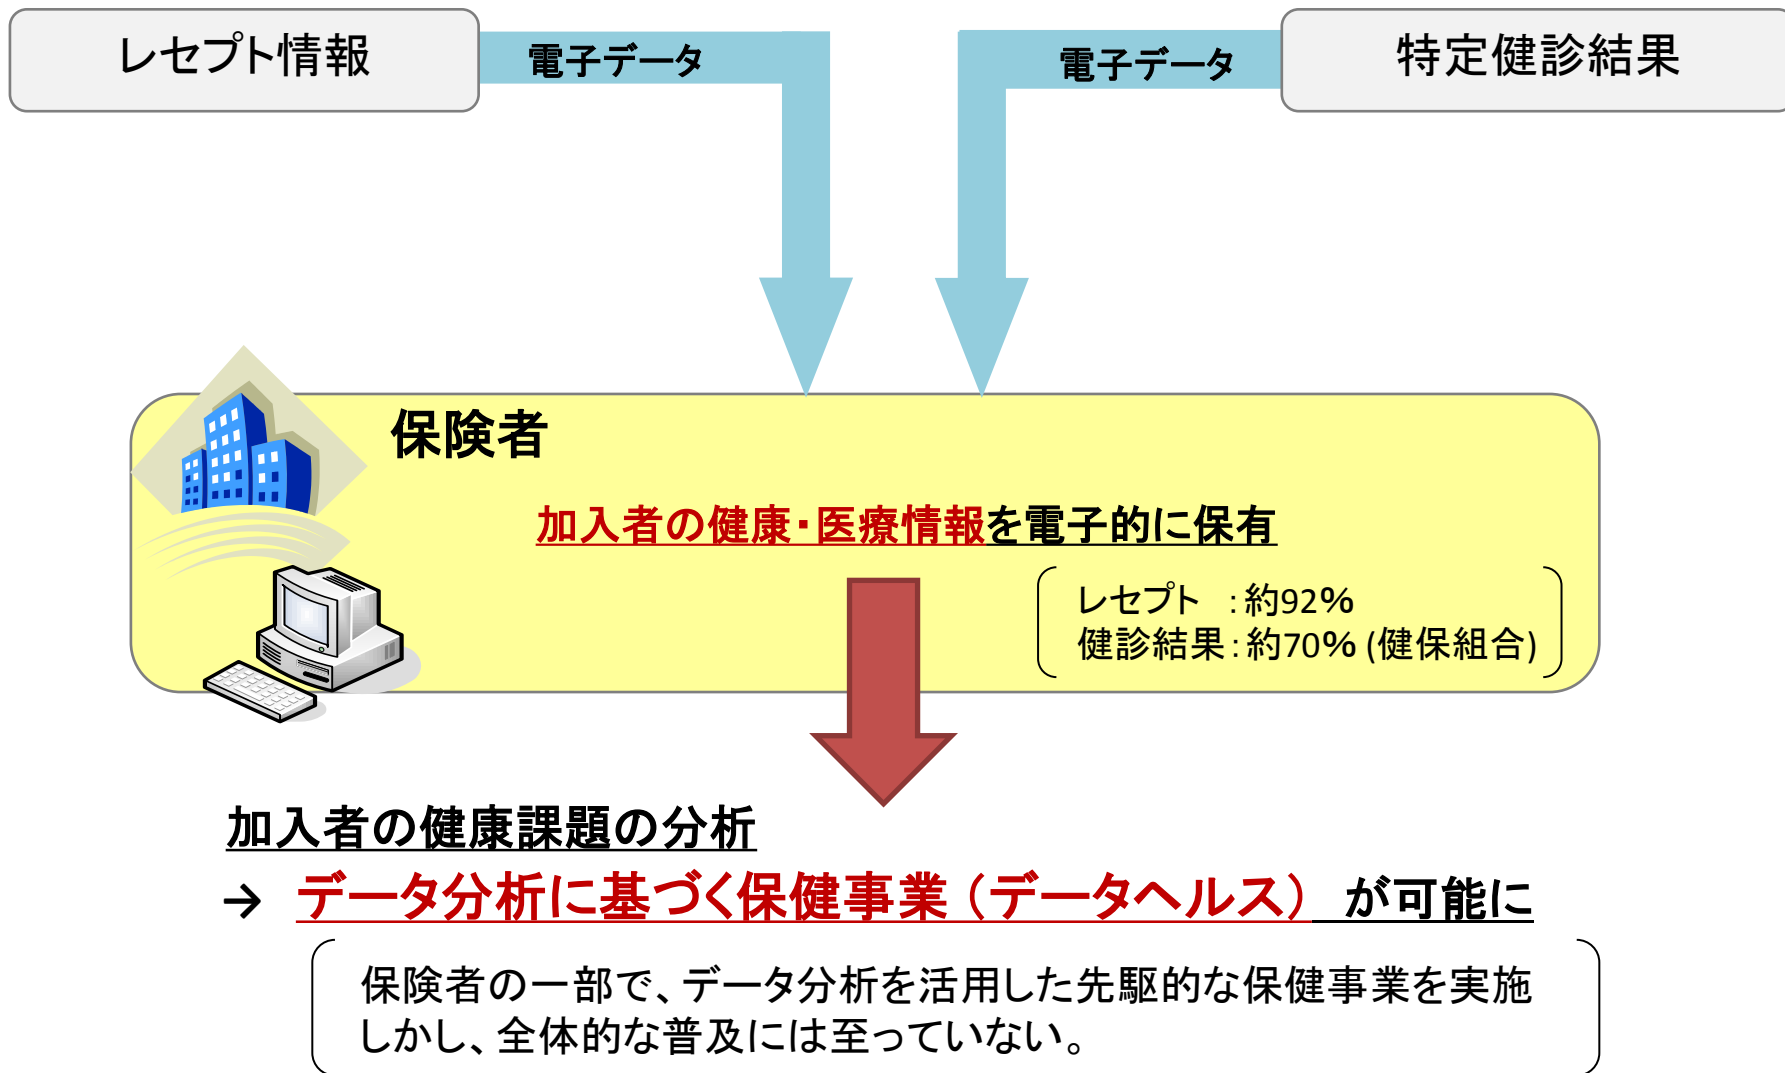 レセプト情報
電子データ
電子データ
特定健診結果
保険者
加入者の健康・医療情報を電子的に保有
レセプト ：約92％
健診結果：約70％ (健保組合)
加入者の健康課題の分析
→ データ分析に基づく保健事業（データヘルス） が可能に
保険者の一部で、データ分析を活用した先駆的な保健事業を実施
しかし、全体的な普及には至っていない。